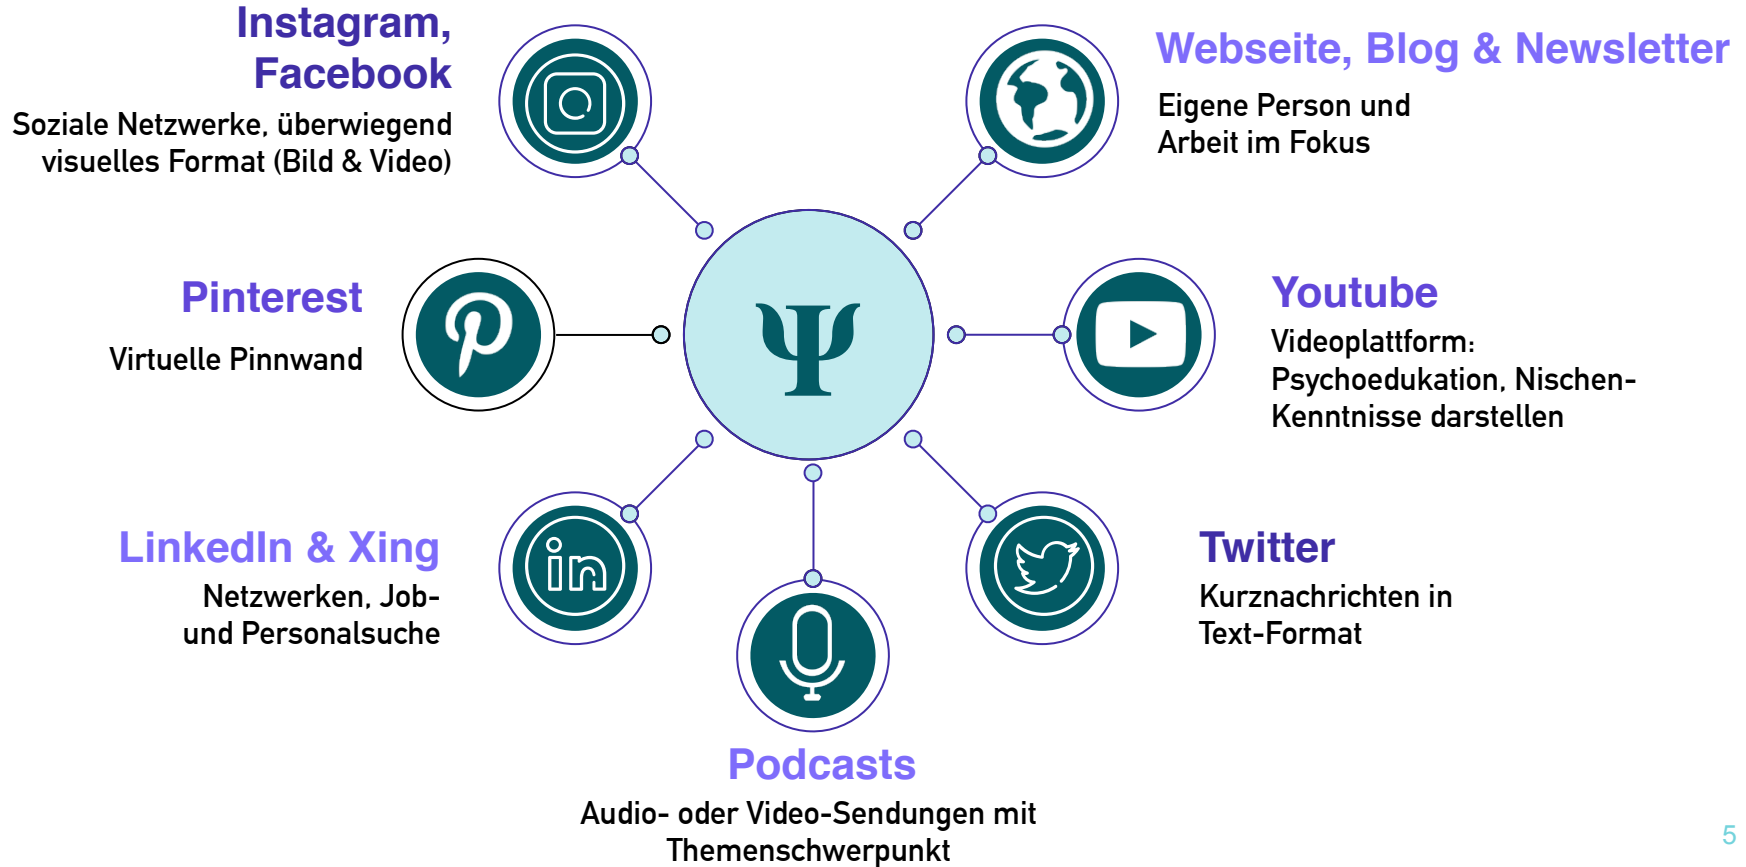 Instagram,
Facebook
Soziale Netzwerke, überwiegend
visuelles Format (Bild & Video)
Webseite, Blog & Newsletter
Eigene Person und
Arbeit im Fokus
Pinterest
Virtuelle Pinnwand
Ψ
Youtube
Videoplattform:
Psychoedukation, Nischen-
Kenntnisse darstellen
LinkedIn & Xing
Netzwerken, Job-
und Personalsuche
in
Twitter
Kurznachrichten in
Text-Format
Podcasts
Audio- oder Video-Sendungen mit
Themenschwerpunkt
5